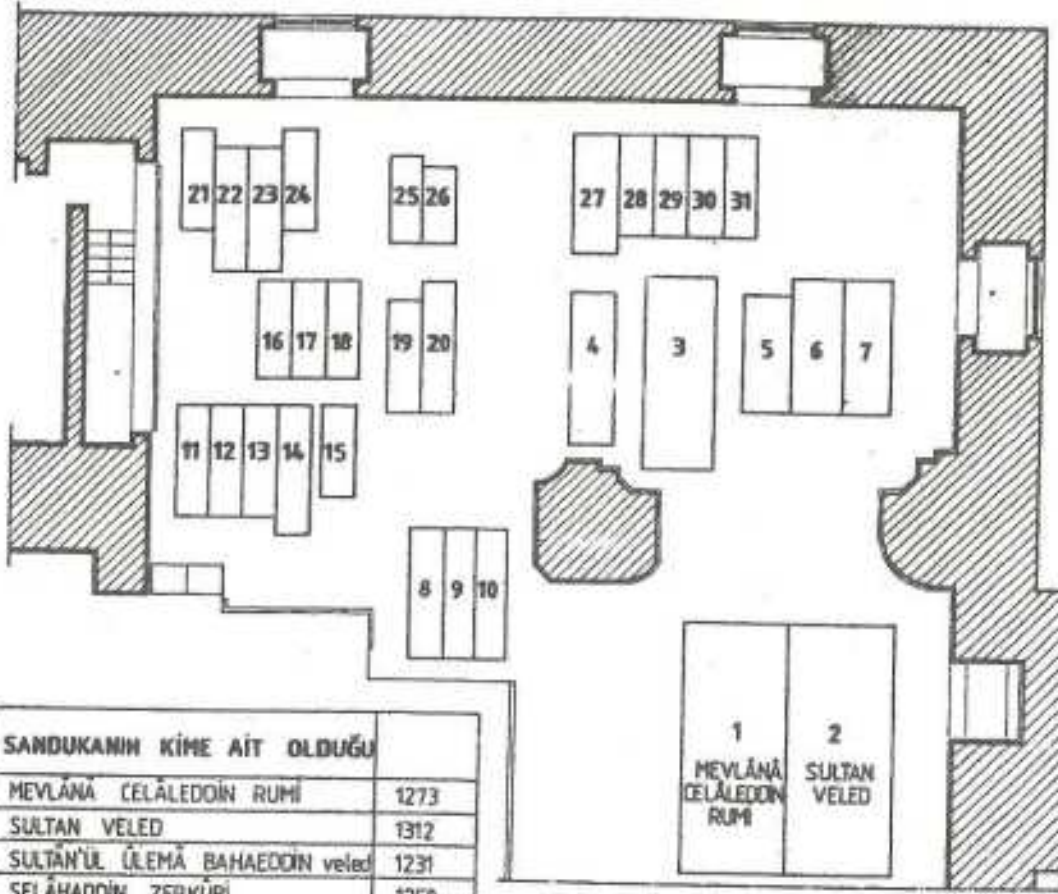 21 22 23 24
25 26
27 28 29 30 31
16 17 18
19 20
4
3
5 6 7
11 12 13 14 15
8 9 10
1
MEVLÂNÂ
CELÂLEDDİN
RUMİ
2
SULTAN
VELED
SANDUKANIN KİME AİT OLDUĞU
MEVLÂNÂ CELÂLEDDİN RUMİ 1273
SULTAN VELED 1312
SULTÂN'ÜL ÜLEMÂ BAHAEDDİN veled 1231